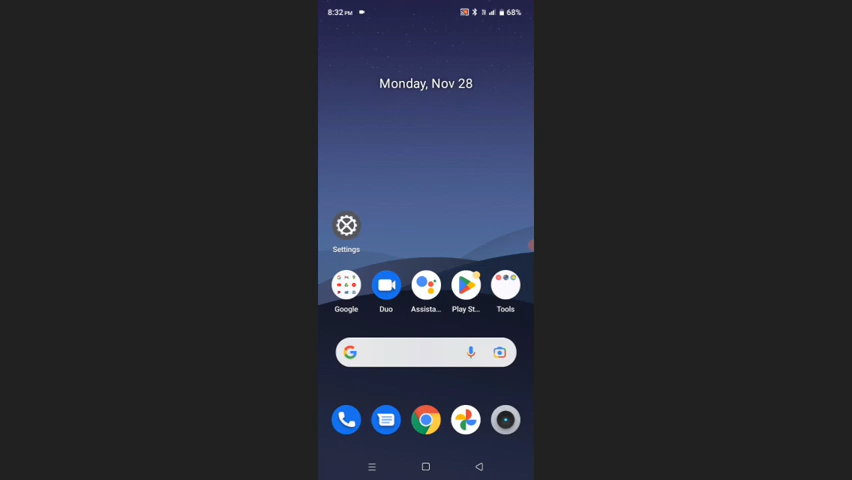 8:32 PM 68%
Monday, Nov 28
Settings
Google Duo Assista... Play St... Tools